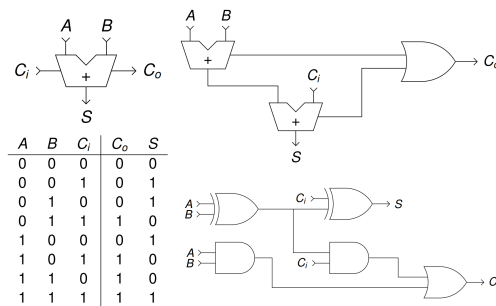 A B
C_i + C_o
S
A B C_i C_o S
0 0 0 0 0
0 0 1 0 1
0 1 0 0 1
0 1 1 1 0
1 0 0 0 1
1 0 1 1 0
1 1 0 1 0
1 1 1 1 1
A B
+
C_i
+
S
C_o
A
B
C_i
S
A
B
C_i
C